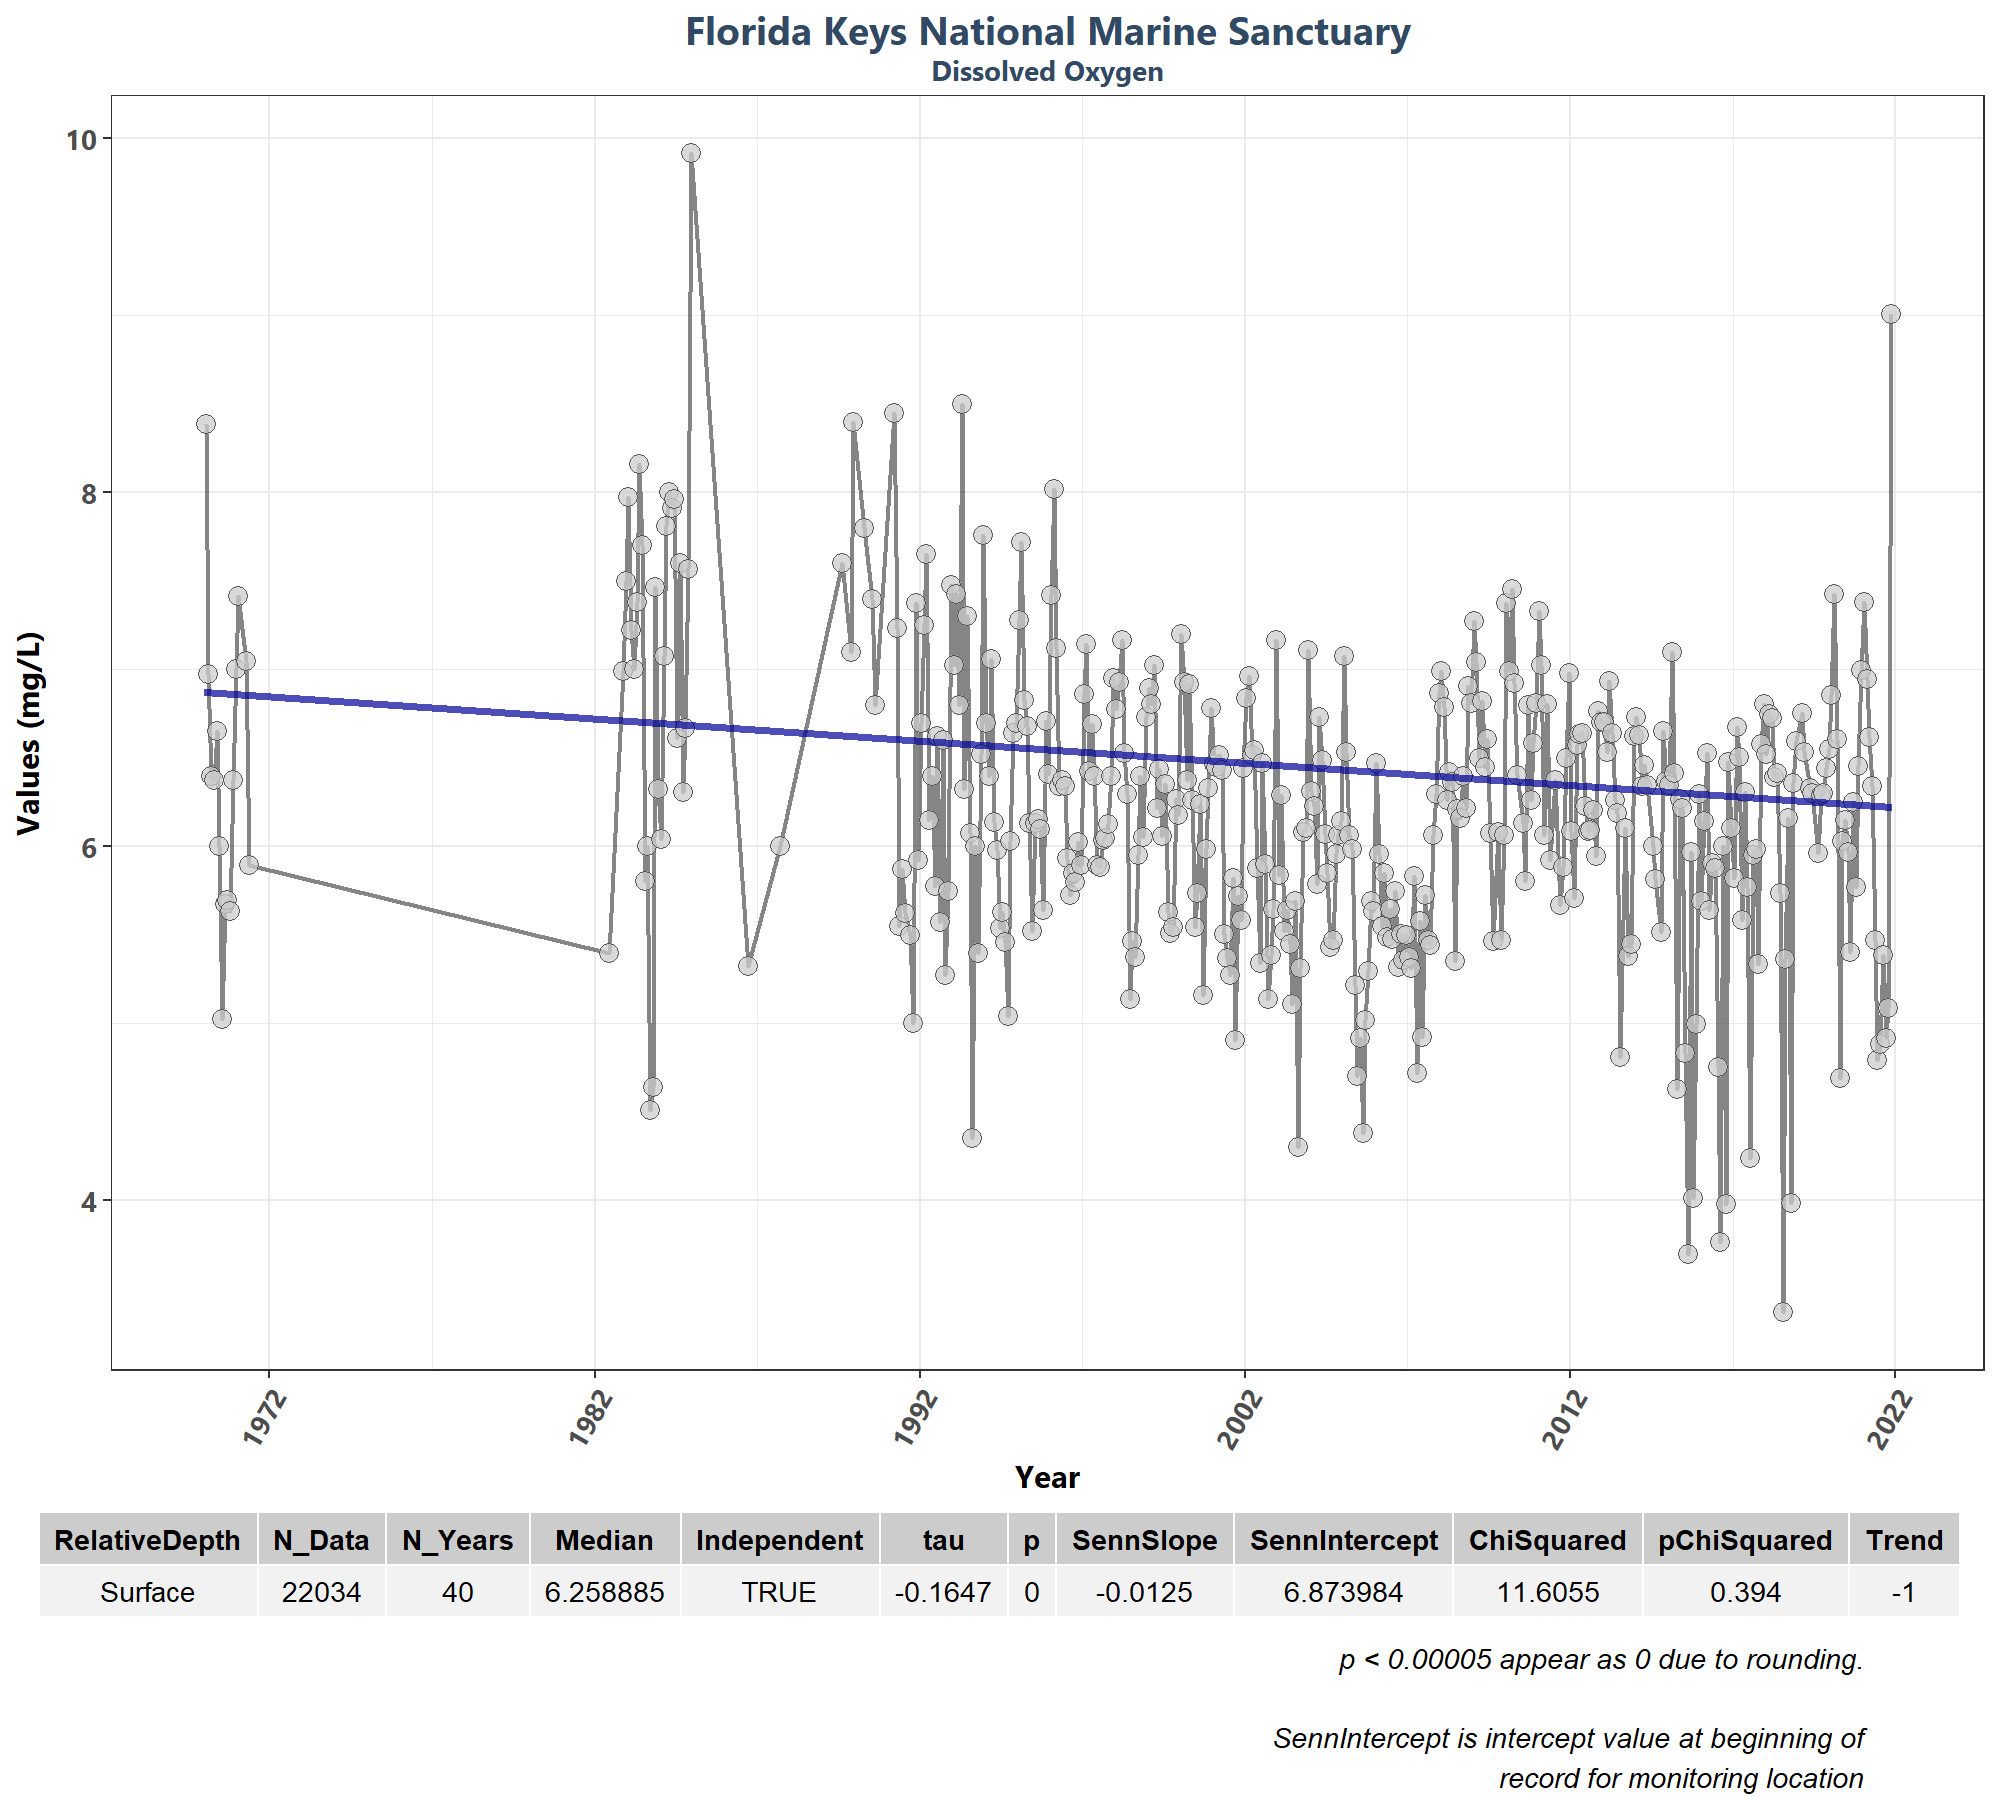 Florida Keys National Marine Sanctuary
Dissolved Oxygen
Values (mg/L)
10
8
6
4
1972
1982
1992
2002
2012
2022
Year
RelativeDepth N_Data N_Years Median Independent tau p SennSlope SennIntercept ChiSquared pChiSquared Trend
Surface 22034 40 6.258885 TRUE -0.1647 0 -0.0125 6.873984 11.6055 0.394 -1
p < 0.00005 appear as 0 due to rounding.
SennIntercept is intercept value at beginning of
record for monitoring location